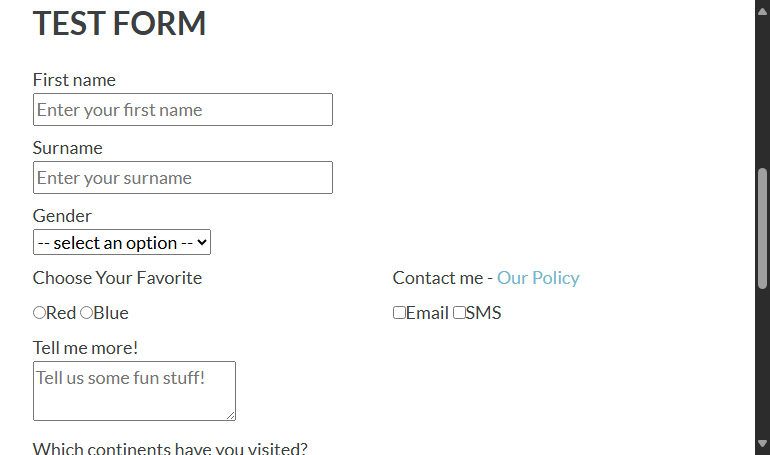 TEST FORM
First name
Enter your first name
Surname
Enter your surname
Gender
-- select an option --
Choose Your Favorite
Contact me - Our Policy
Red Blue
Email SMS
Tell me more!
Tell us some fun stuff!
Which continents have you visited?